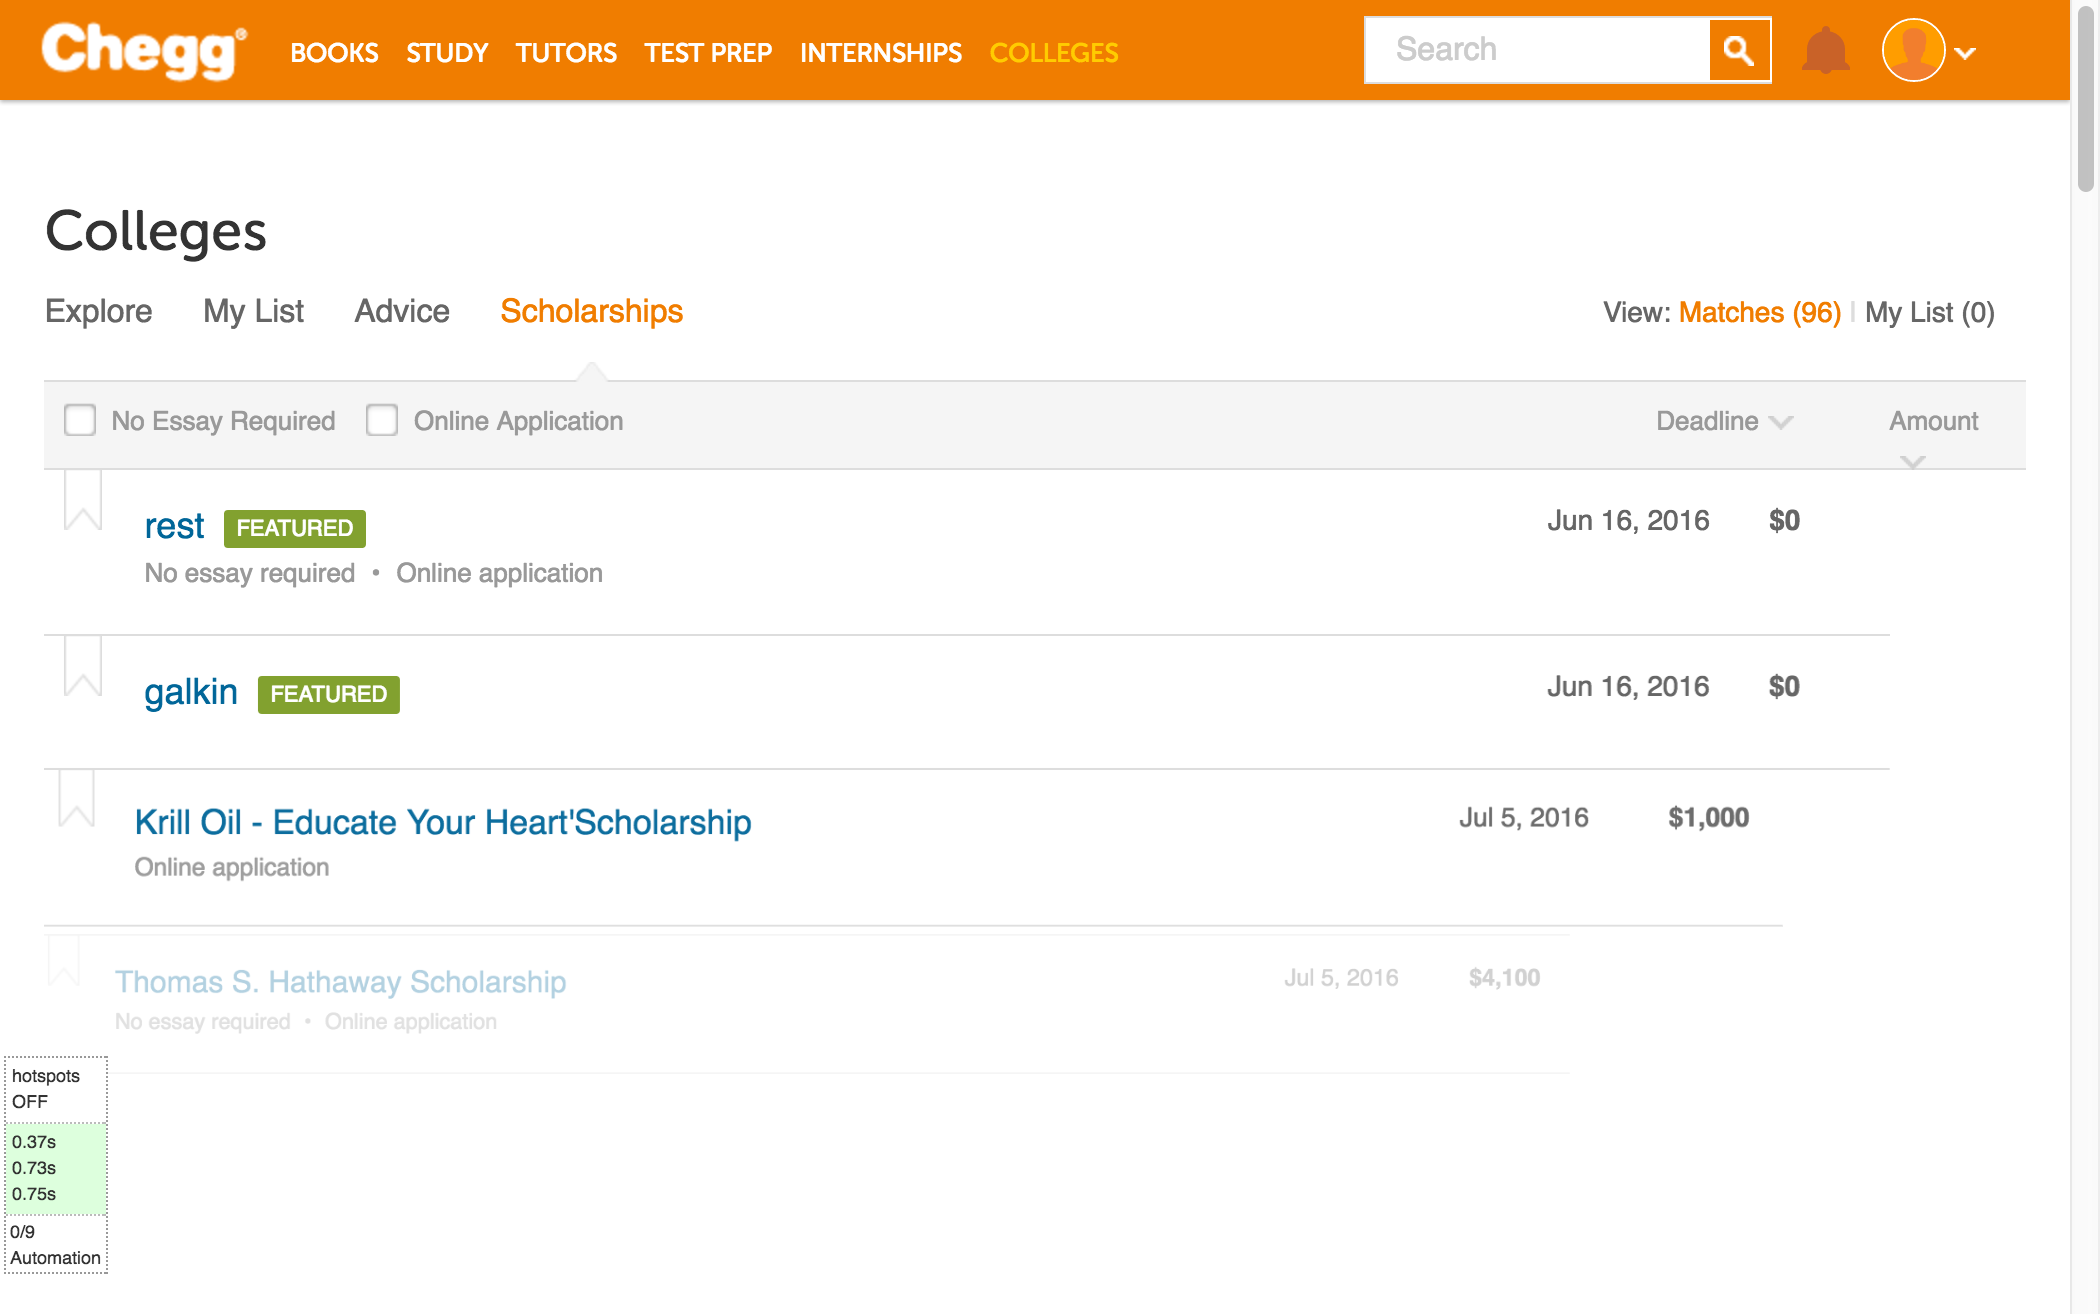 Chegg®
BOOKS STUDY TUTORS TEST PREP INTERNSHIPS COLLEGES
Search
Colleges
Explore My List Advice Scholarships
View: Matches (96) | My List (0)
No Essay Required Online Application
Deadline Amount
rest FEATURED Jun 16, 2016 $0
No essay required • Online application
galkin FEATURED Jun 16, 2016 $0
Krill Oil - Educate Your Heart'Scholarship Jul 5, 2016 $1,000
Online application
Thomas S. Hathaway Scholarship Jul 5, 2016 $4,100
No essay required • Online application
hotspots
OFF
0.37s
0.73s
0.75s
0/9
Automation